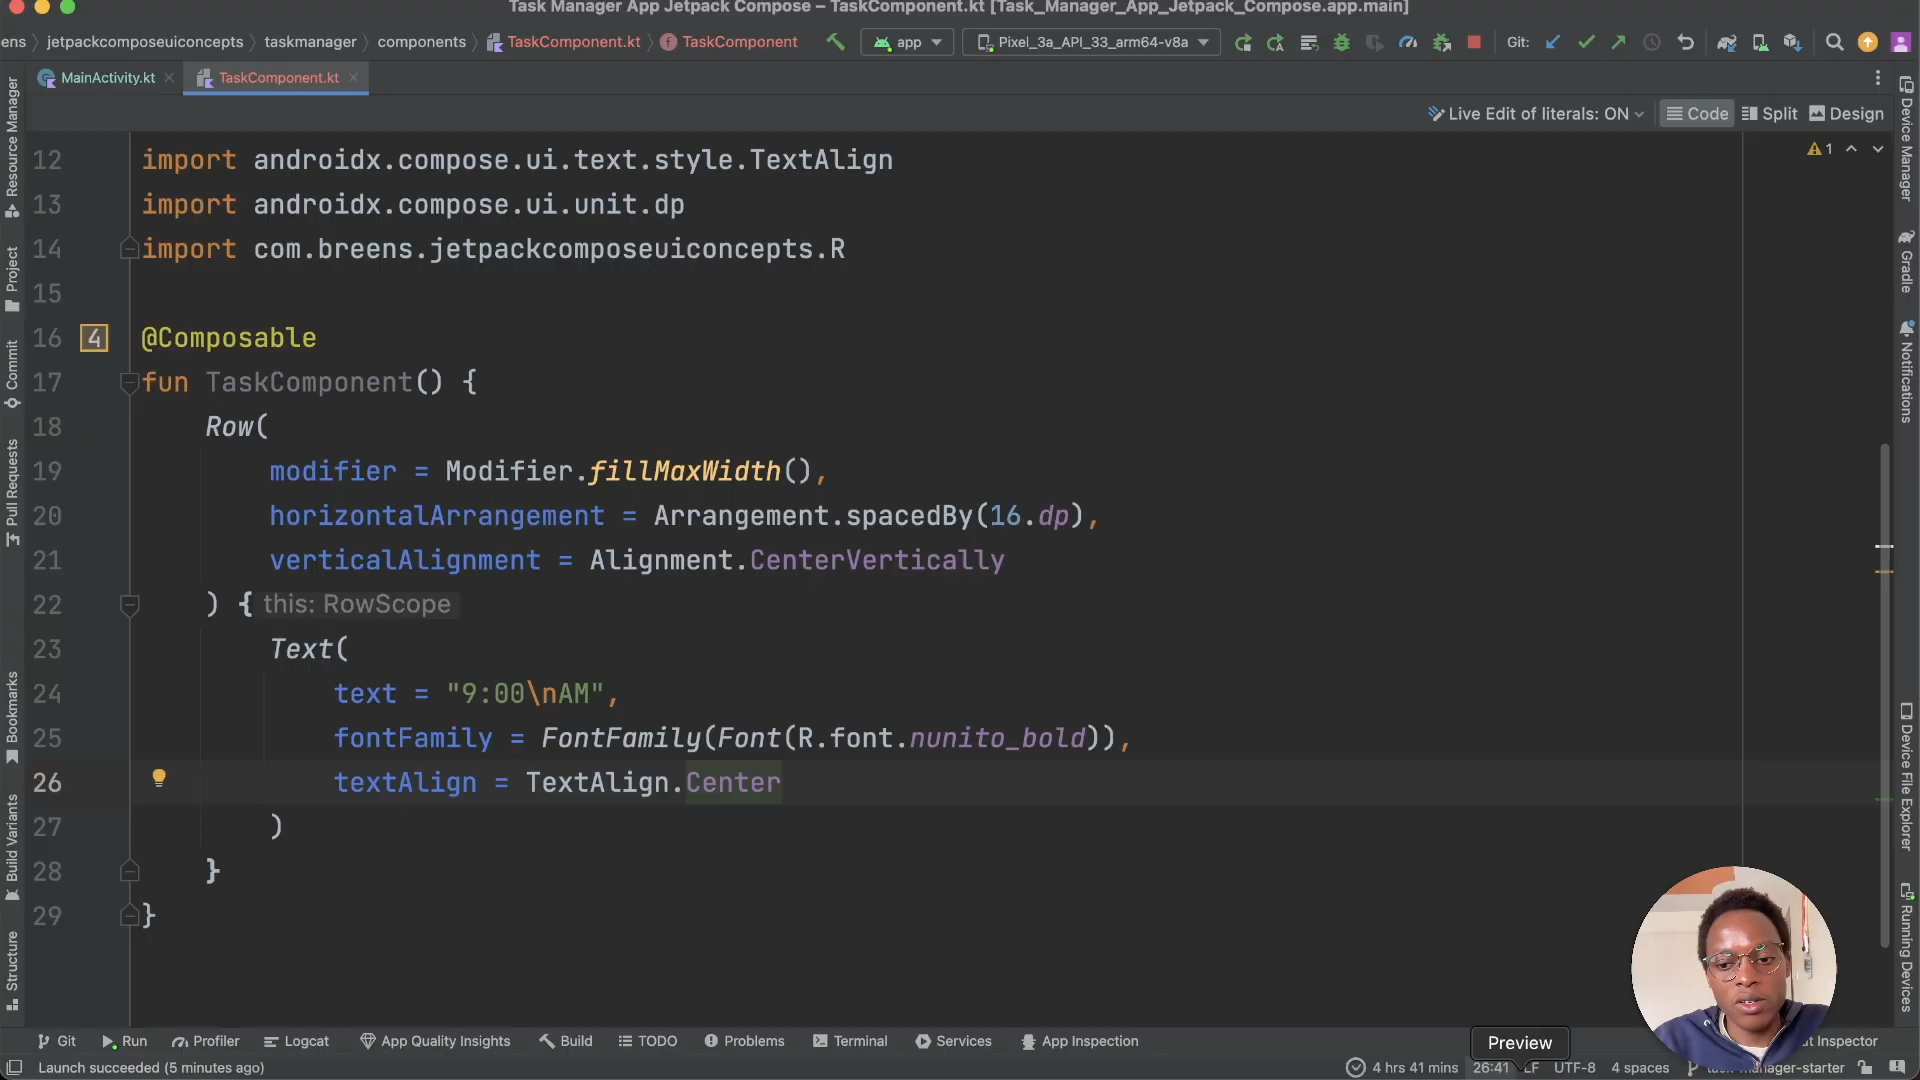 Task Manager App Jetpack Compose – TaskComponent.kt [Task_Manager_App_Jetpack_Compose.app.main]
ens
jetpackcomposeuiconcepts
taskmanager
components
TaskComponent.kt
TaskComponent
app
Pixel_3a_API_33_arm64-v8a
Git:
MainActivity.kt
TaskComponent.kt
Live Edit of literals: ON
Code
Split
Design
1
12 import androidx.compose.ui.text.style.TextAlign
13 import androidx.compose.ui.unit.dp
14 import com.breens.jetpackcomposeuiconcepts.R
15
16 4 @Composable
17 fun TaskComponent() {
18 Row(
19 modifier = Modifier.fillMaxWidth(),
20 horizontalArrangement = Arrangement.spacedBy(16.dp),
21 verticalAlignment = Alignment.CenterVertically
22 ) { this: RowScope
23 Text(
24 text = "9:00\nAM",
25 fontFamily = FontFamily(Font(R.font.nunito_bold)),
26 textAlign = TextAlign.Center
27 )
28 }
29 }
Resource Manager
Project
Commit
Pull Requests
Bookmarks
Build Variants
Structure
Device Manager
Gradle
Notifications
Device File Explorer
Running Devices
Git
Run
Profiler
Logcat
App Quality Insights
Build
TODO
Problems
Terminal
Services
App Inspection
Preview
Inspector
Launch succeeded (5 minutes ago)
4 hrs 41 mins
26:41
LF
UTF-8
4 spaces